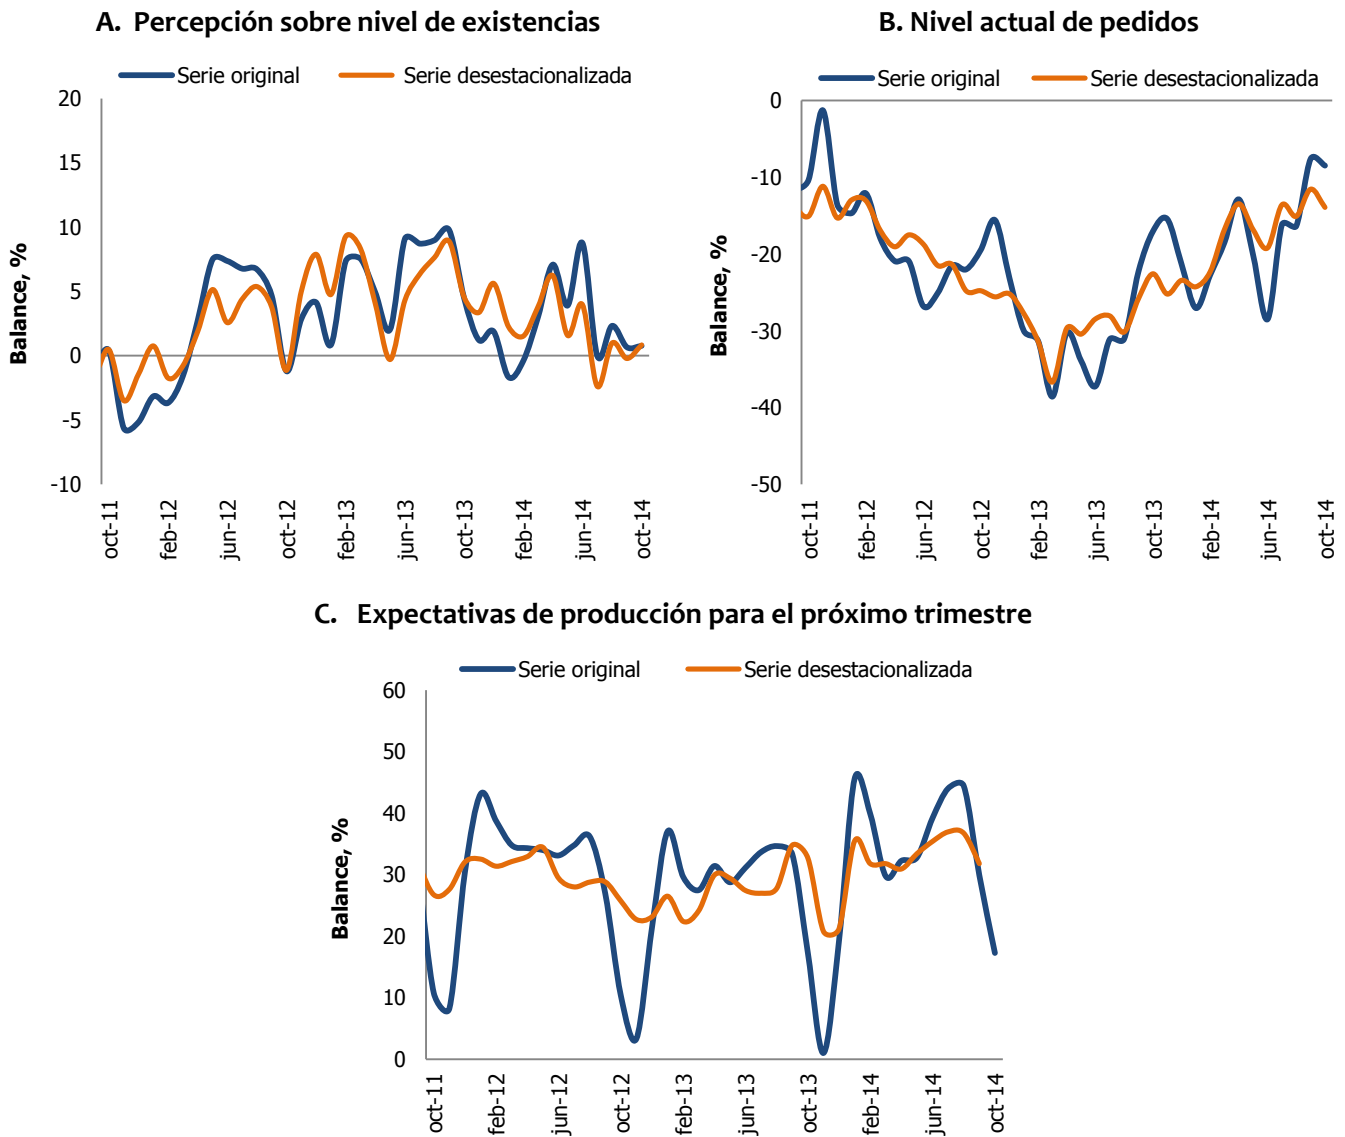 A. Percepción sobre nivel de existencias
Serie original
Serie desestacionalizada
Balance, %
20
15
10
5
0
-5
-10
oct-11
feb-12
jun-12
oct-12
feb-13
jun-13
oct-13
feb-14
jun-14
oct-14
B. Nivel actual de pedidos
Serie original
Serie desestacionalizada
Balance, %
0
-10
-20
-30
-40
-50
oct-11
feb-12
jun-12
oct-12
feb-13
jun-13
oct-13
feb-14
jun-14
oct-14
C. Expectativas de producción para el próximo trimestre
Serie original
Serie desestacionalizada
Balance, %
60
50
40
30
20
10
0
oct-11
feb-12
jun-12
oct-12
feb-13
jun-13
oct-13
feb-14
jun-14
oct-14